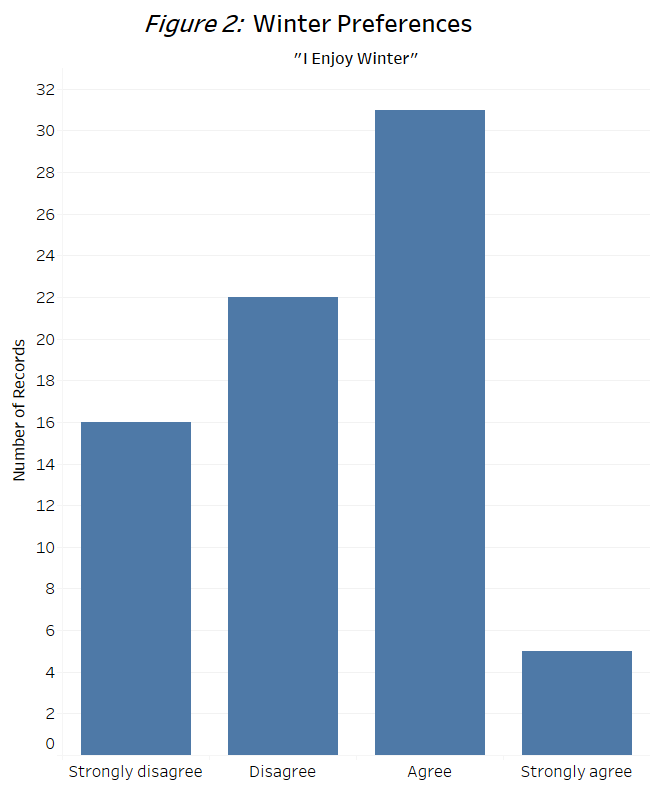 Figure 2: Winter Preferences
"I Enjoy Winter"
32
30
28
26
24
22
20
18
16
14
12
10
8
6
4
2
0
Number of Records
Strongly disagree
Disagree
Agree
Strongly agree